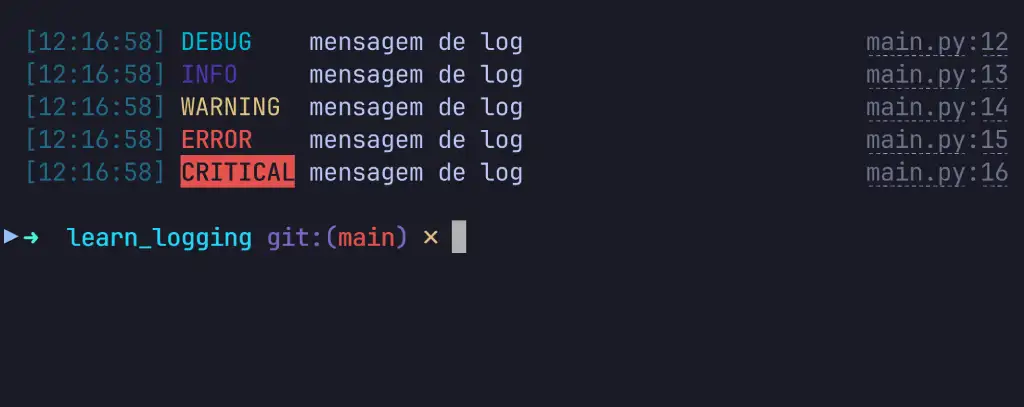 [12:16:58] DEBUG    mensagem de log    main.py:12
[12:16:58] INFO     mensagem de log    main.py:13
[12:16:58] WARNING  mensagem de log    main.py:14
[12:16:58] ERROR    mensagem de log    main.py:15
[12:16:58] CRITICAL mensagem de log    main.py:16
➜  learn_logging git:(main) ✗